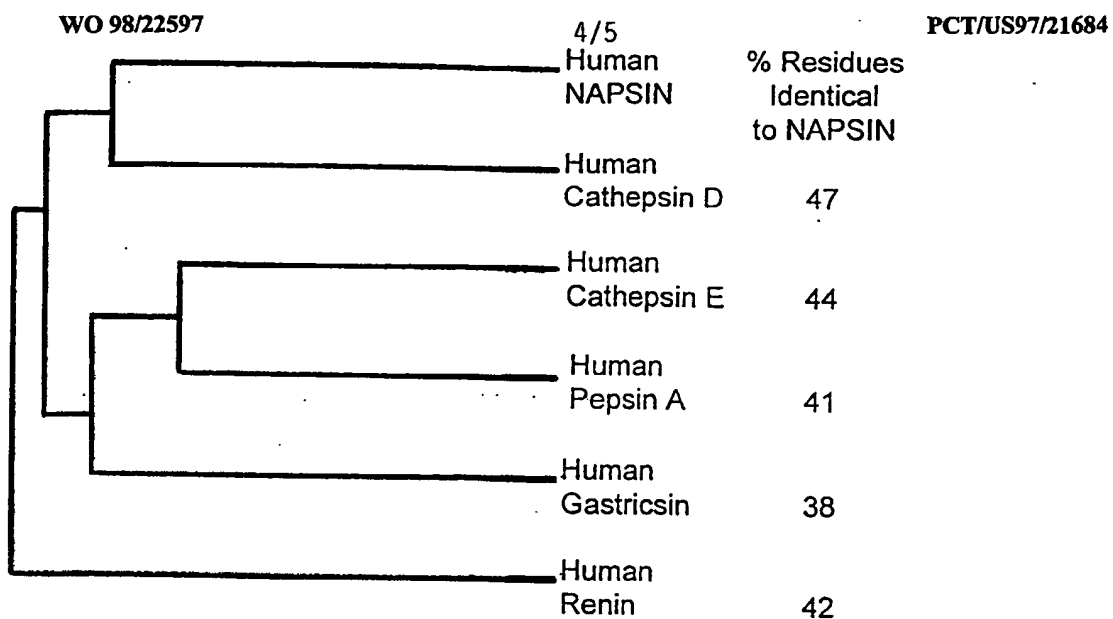 WO 98/22597
PCT/US97/21684
4/5
Human
NAPSIN
% Residues
Identical
to NAPSIN
Human
Cathepsin D 47
Human
Cathepsin E 44
Human
Pepsin A 41
Human
Gastricsin 38
Human
Renin 42